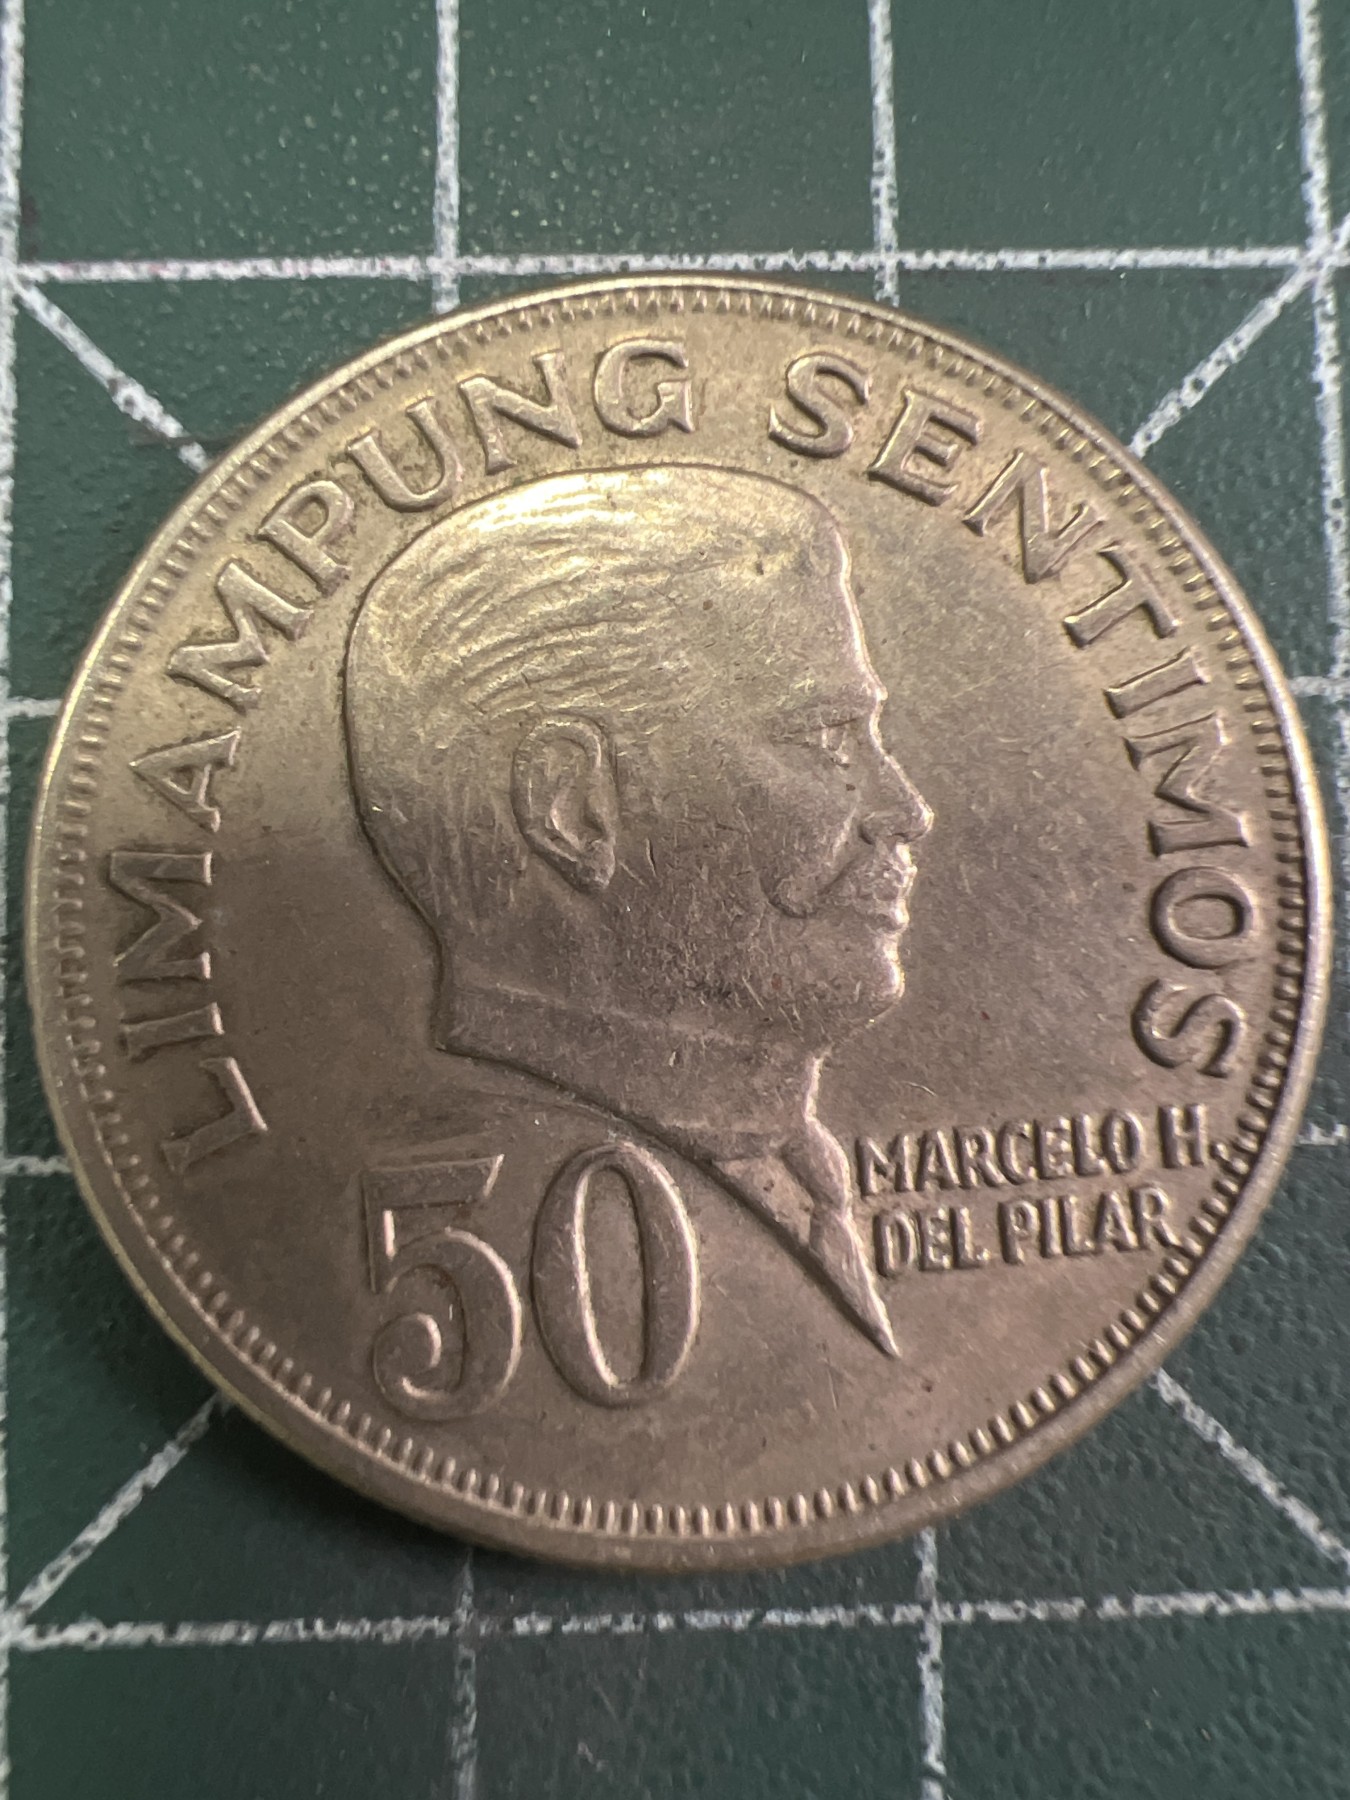 LIMAMPUNG SENTIMOS
50
MARCELO H.
DEL PILAR